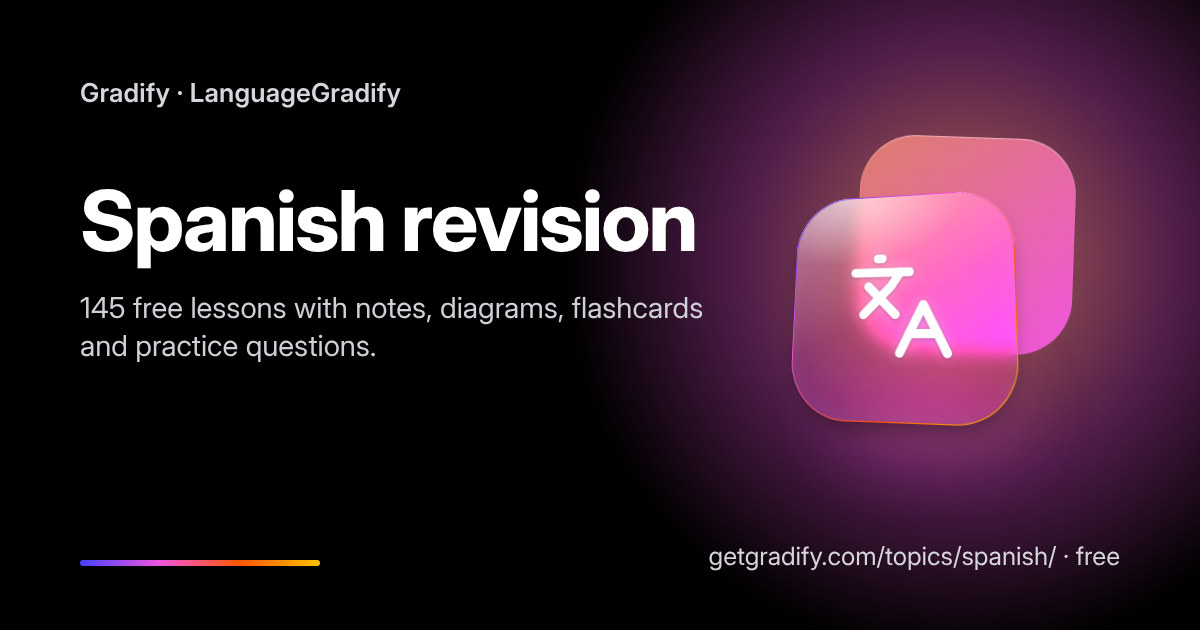 Gradify · LanguageGradify
Spanish revision
145 free lessons with notes, diagrams, flashcards
and practice questions.
文A
getgradify.com/topics/spanish/ · free